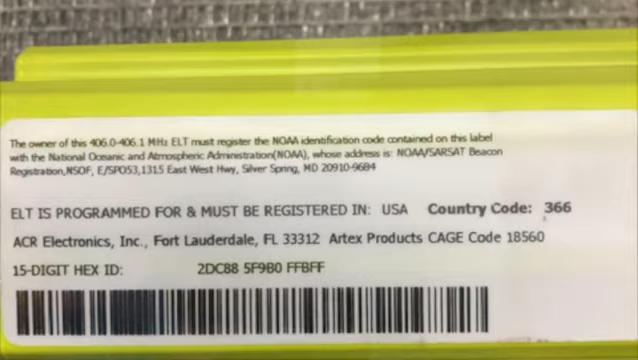 The owner of this 406.0-406.1 MHz ELT must register the NOAA identification code contained on this label
with the National Oceanic and Atmospheric Administration(NOAA), whose address is: NOAA/SARSAT Beacon
Registration,NSOF, E/SPO53,1315 East West Hwy, Silver Spring, MD 20910-9684
ELT IS PROGRAMMED FOR & MUST BE REGISTERED IN: USA Country Code: 366
ACR Electronics, Inc., Fort Lauderdale, FL 33312 Artex Products CAGE Code 18560
15-DIGIT HEX ID: 2DC88 5F9B0 FFBFF